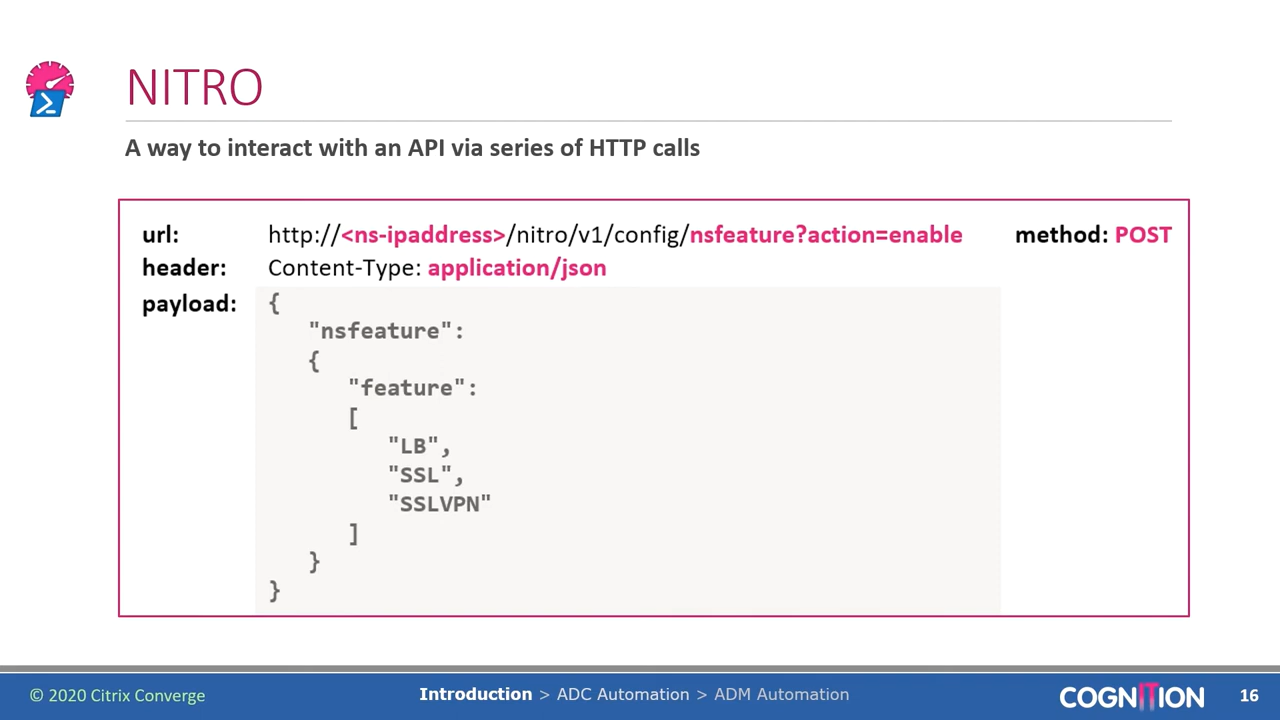 NITRO
A way to interact with an API via series of HTTP calls
url: http://<ns-ipaddress>/nitro/v1/config/nsfeature?action=enable method: POST
header: Content-Type: application/json
payload: {
"nsfeature":
{
"feature":
[
"LB",
"SSL",
"SSLVPN"
]
}
}
© 2020 Citrix Converge
Introduction > ADC Automation > ADM Automation
COGNITION
16